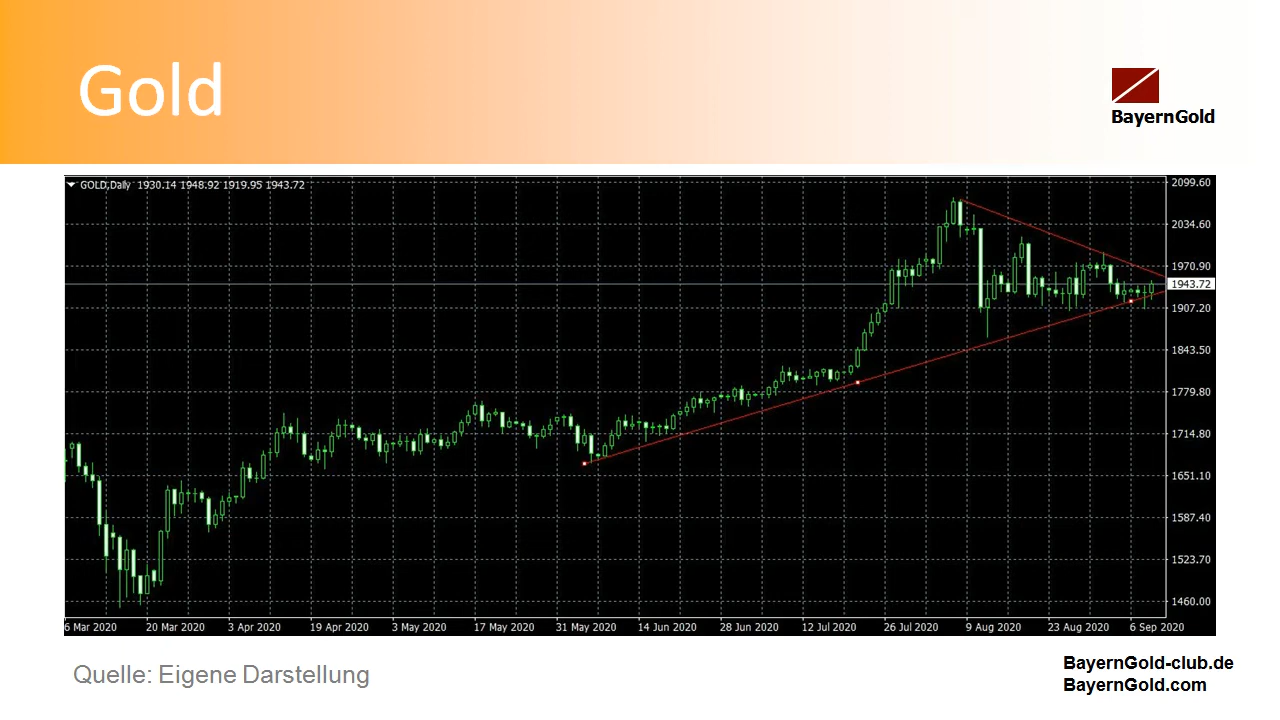 Gold
BayernGold
GOLD,Daily 1930.14 1948.92 1919.95 1943.72
2099.60
2034.60
1970.90
1943.72
1907.20
1843.50
1779.80
1714.80
1651.10
1587.40
1523.70
1460.00
6 Mar 2020 20 Mar 2020 3 Apr 2020 19 Apr 2020 3 May 2020 17 May 2020 31 May 2020 14 Jun 2020 28 Jun 2020 12 Jul 2020 26 Jul 2020 9 Aug 2020 23 Aug 2020 6 Sep 2020
Quelle: Eigene Darstellung
BayernGold-club.de
BayernGold.com